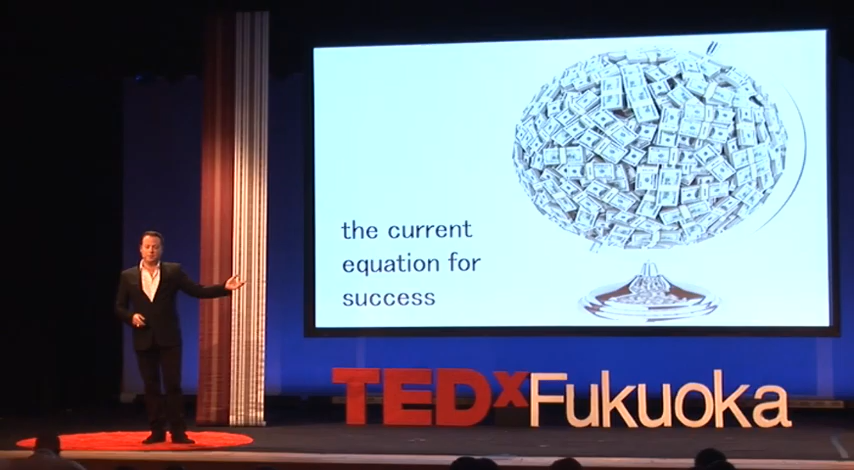 the current
equation for
success
TEDxFukuoka